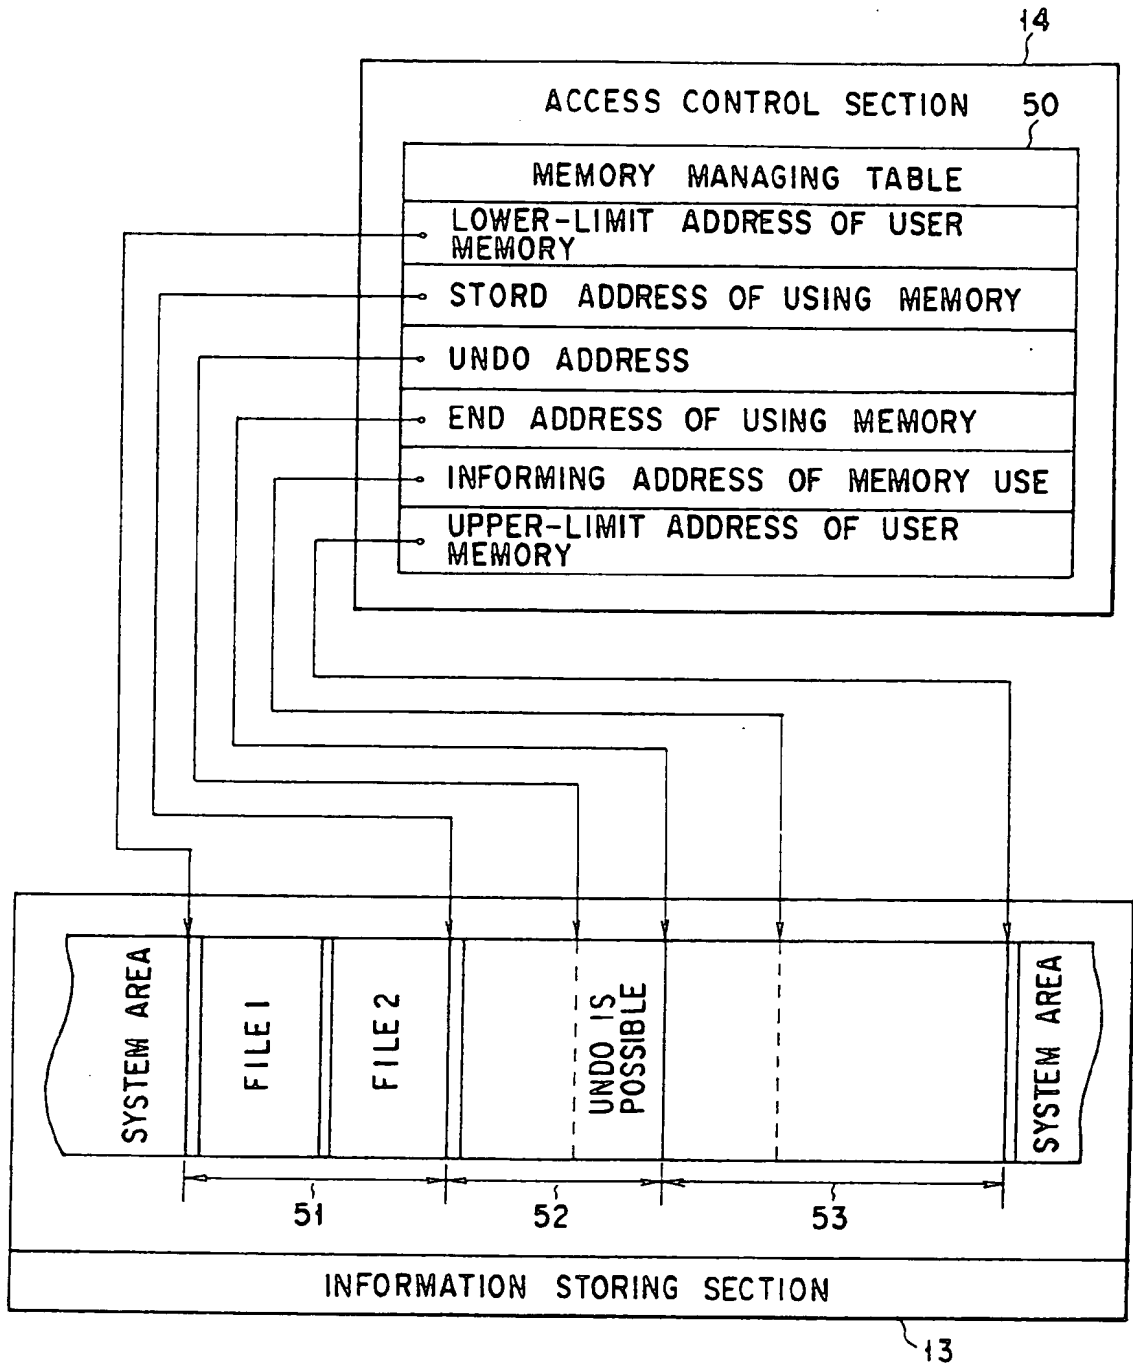 14
ACCESS CONTROL SECTION
50
MEMORY MANAGING TABLE
LOWER-LIMIT ADDRESS OF USER
MEMORY
STORD ADDRESS OF USING MEMORY
UNDO ADDRESS
END ADDRESS OF USING MEMORY
INFORMING ADDRESS OF MEMORY USE
UPPER-LIMIT ADDRESS OF USER
MEMORY
SYSTEM AREA
FILE 1
FILE 2
UNDO IS
POSSIBLE
SYSTEM AREA
51
52
53
INFORMATION STORING SECTION
13